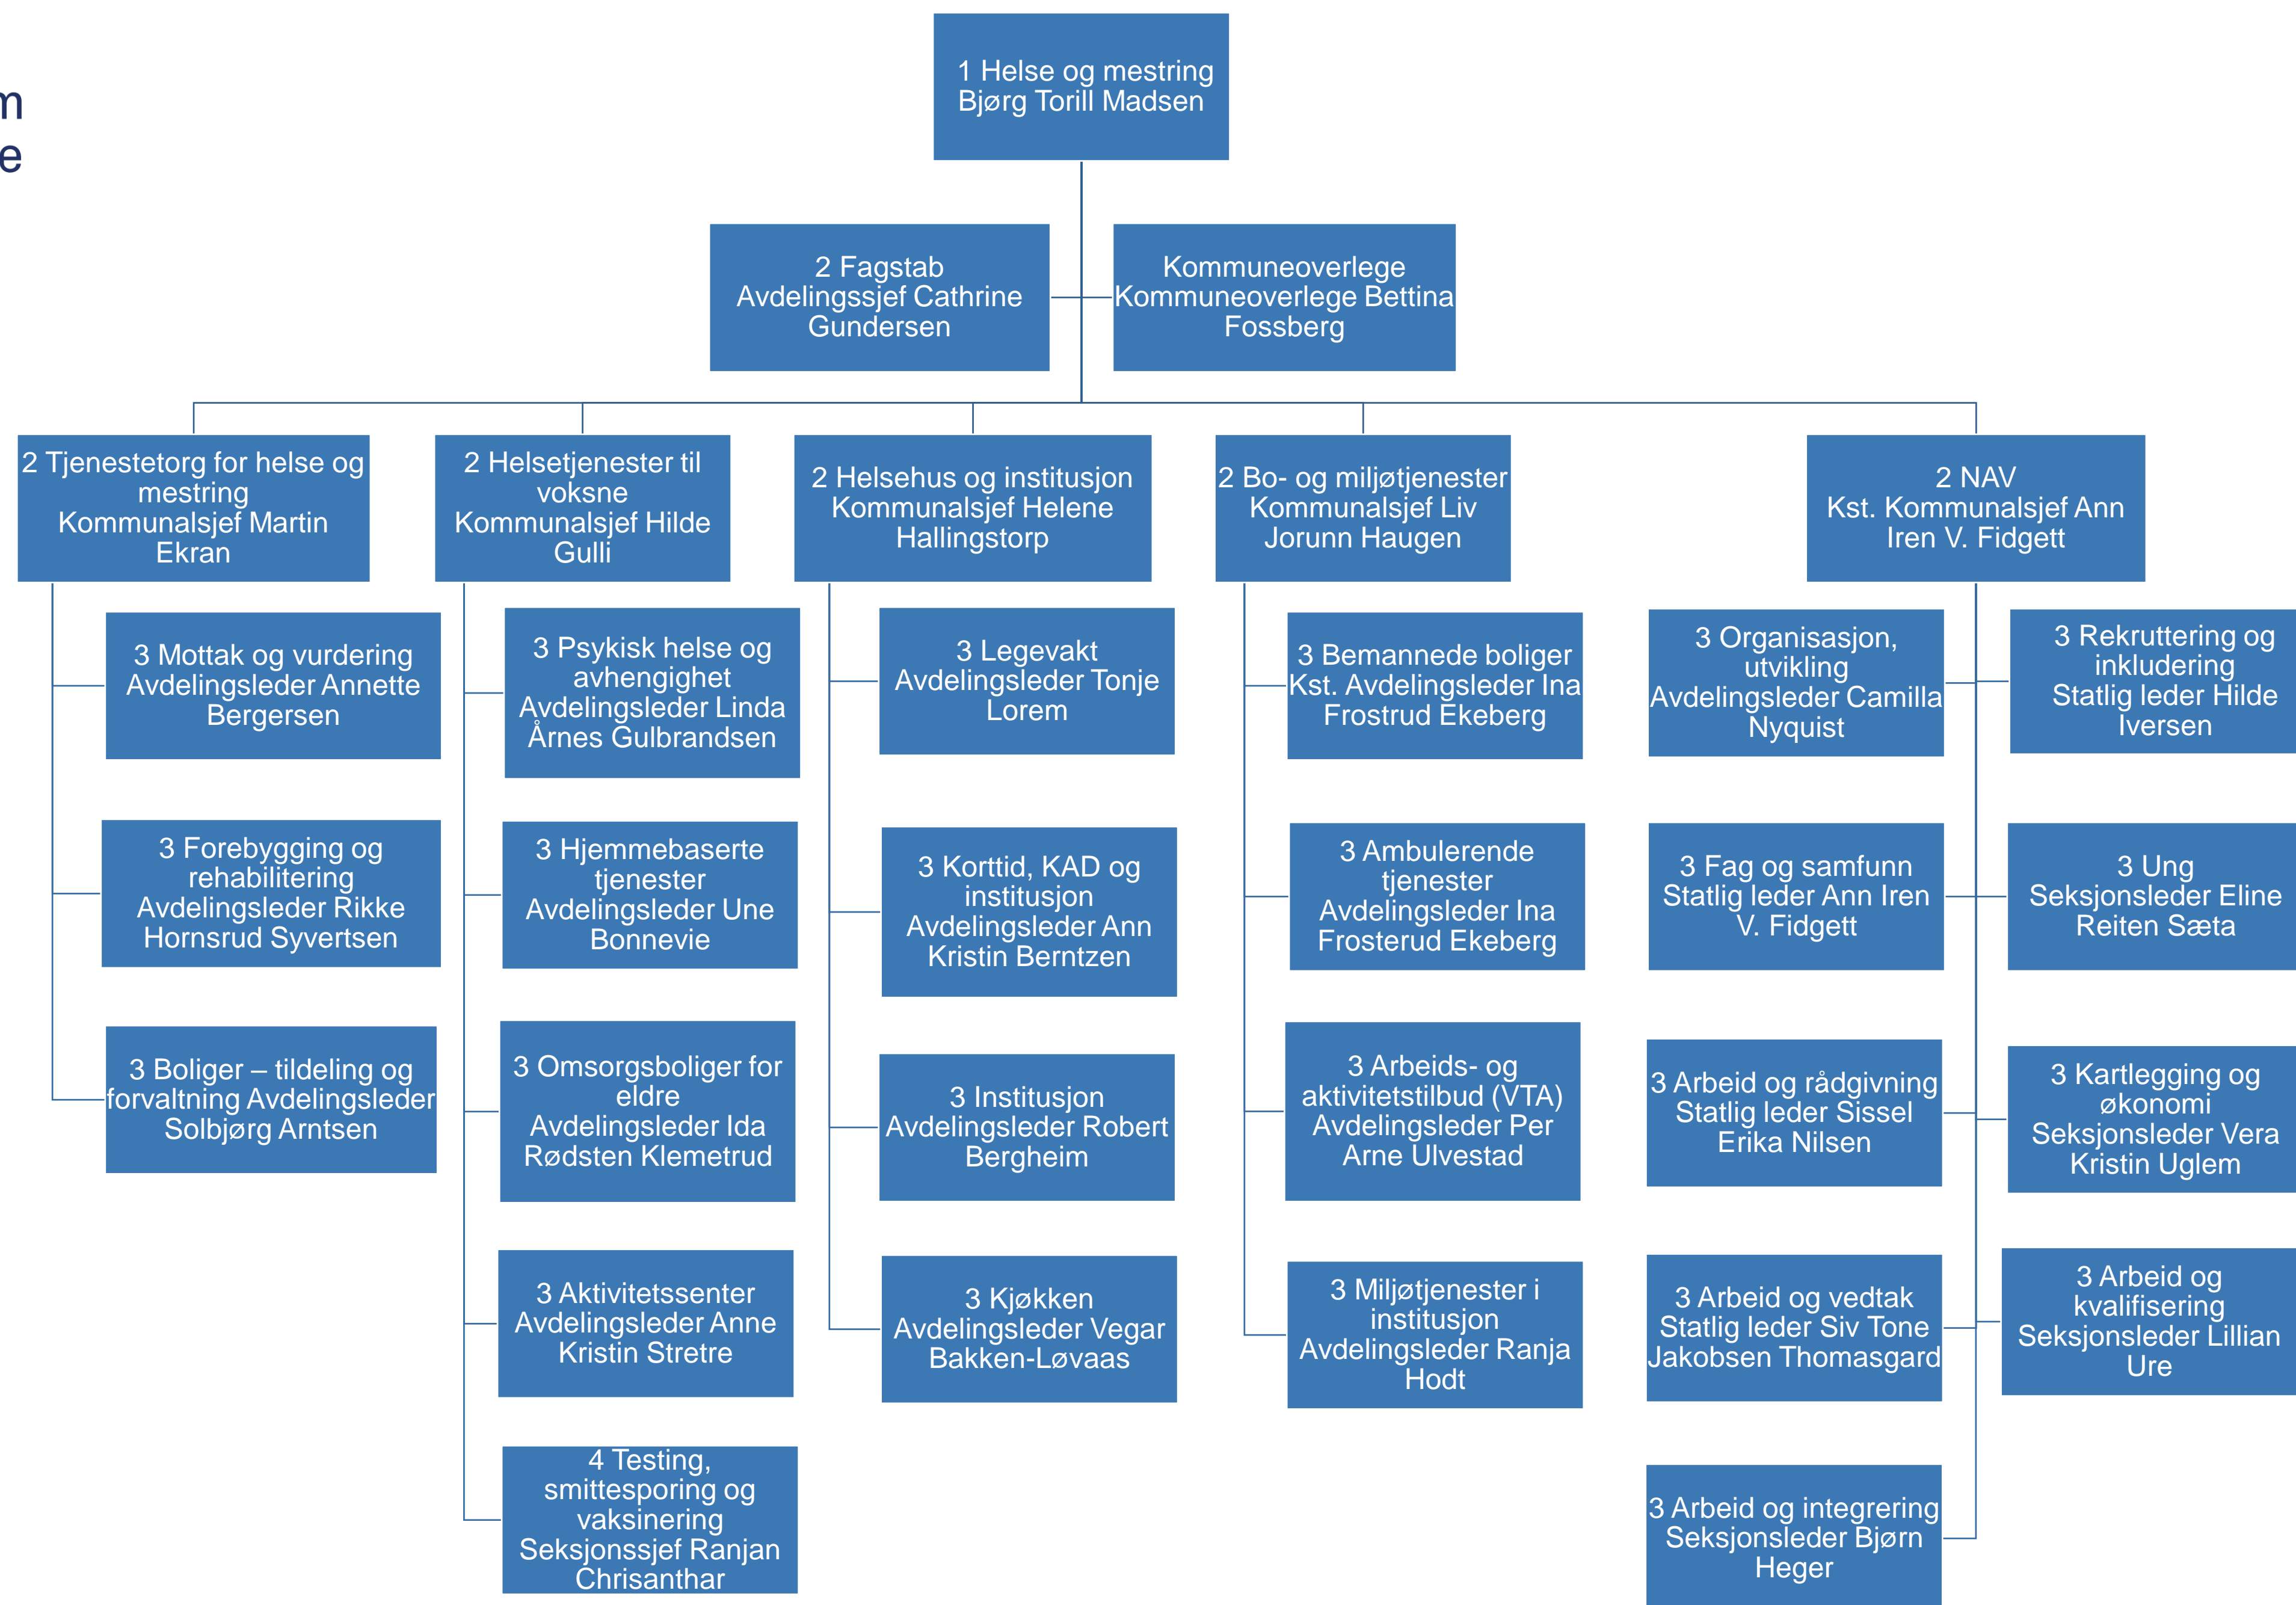 m
e
1 Helse og mestring
Bjørg Torill Madsen
2 Fagstab
Avdelingssjef Cathrine
Gundersen
Kommuneoverlege
Kommuneoverlege Bettina
Fossberg
2 Tjenestetorg for helse og
mestring
Kommunalsjef Martin
Ekran
2 Helsetjenester til
voksne
Kommunalsjef Hilde
Gulli
2 Helsehus og institusjon
Kommunalsjef Helene
Hallingstorp
2 Bo- og miljøtjenester
Kommunalsjef Liv
Jorunn Haugen
2 NAV
Kst. Kommunalsjef Ann
Iren V. Fidgett
3 Mottak og vurdering
Avdelingsleder Annette
Bergersen
3 Forebygging og
rehabilitering
Avdelingsleder Rikke
Hornsrud Syvertsen
3 Boliger – tildeling og
forvaltning Avdelingsleder
Solbjørg Arntsen
3 Psykisk helse og
avhengighet
Avdelingsleder Linda
Årnes Gulbrandsen
3 Hjemmebaserte
tjenester
Avdelingsleder Une
Bonnevie
3 Omsorgsboliger for
eldre
Avdelingsleder Ida
Rødsten Klemetrud
3 Aktivitetssenter
Avdelingsleder Anne
Kristin Stretre
4 Testing,
smittesporing og
vaksinering
Seksjonssjef Ranjan
Chrisanthar
3 Legevakt
Avdelingsleder Tonje
Lorem
3 Korttid, KAD og
institusjon
Avdelingsleder Ann
Kristin Berntzen
3 Institusjon
Avdelingsleder Robert
Bergheim
3 Kjøkken
Avdelingsleder Vegar
Bakken-Løvaas
3 Bemannede boliger
Kst. Avdelingsleder Ina
Frostrud Ekeberg
3 Ambulerende
tjenester
Avdelingsleder Ina
Frosterud Ekeberg
3 Arbeids- og
aktivitetstilbud (VTA)
Avdelingsleder Per
Arne Ulvestad
3 Miljøtjenester i
institusjon
Avdelingsleder Ranja
Hodt
3 Organisasjon,
utvikling
Avdelingsleder Camilla
Nyquist
3 Fag og samfunn
Statlig leder Ann Iren
V. Fidgett
3 Arbeid og rådgivning
Statlig leder Sissel
Erika Nilsen
3 Arbeid og vedtak
Statlig leder Siv Tone
Jakobsen Thomasgard
3 Arbeid og integrering
Seksjonsleder Bjørn
Heger
3 Rekruttering og
inkludering
Statlig leder Hilde
Iversen
3 Ung
Seksjonsleder Eline
Reiten Sæta
3 Kartlegging og
økonomi
Seksjonsleder Vera
Kristin Uglem
3 Arbeid og
kvalifisering
Seksjonsleder Lillian
Ure